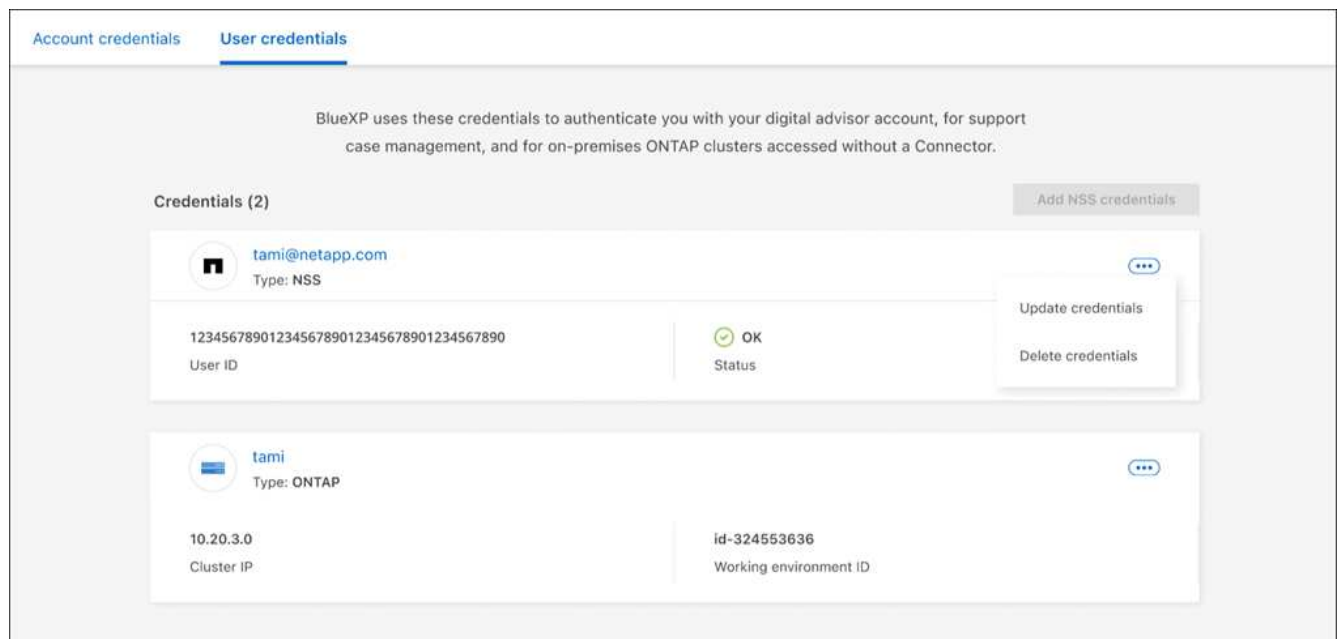 Account credentials
User credentials
BlueXP uses these credentials to authenticate you with your digital advisor account, for support
case management, and for on-premises ONTAP clusters accessed without a Connector.
Credentials (2)
Add NSS credentials
tami@netapp.com
Type: NSS
Update credentials
Delete credentials
1234567890123456789012345678901234567890
User ID
OK
Status
tami
Type: ONTAP
10.20.3.0
Cluster IP
id-324553636
Working environment ID